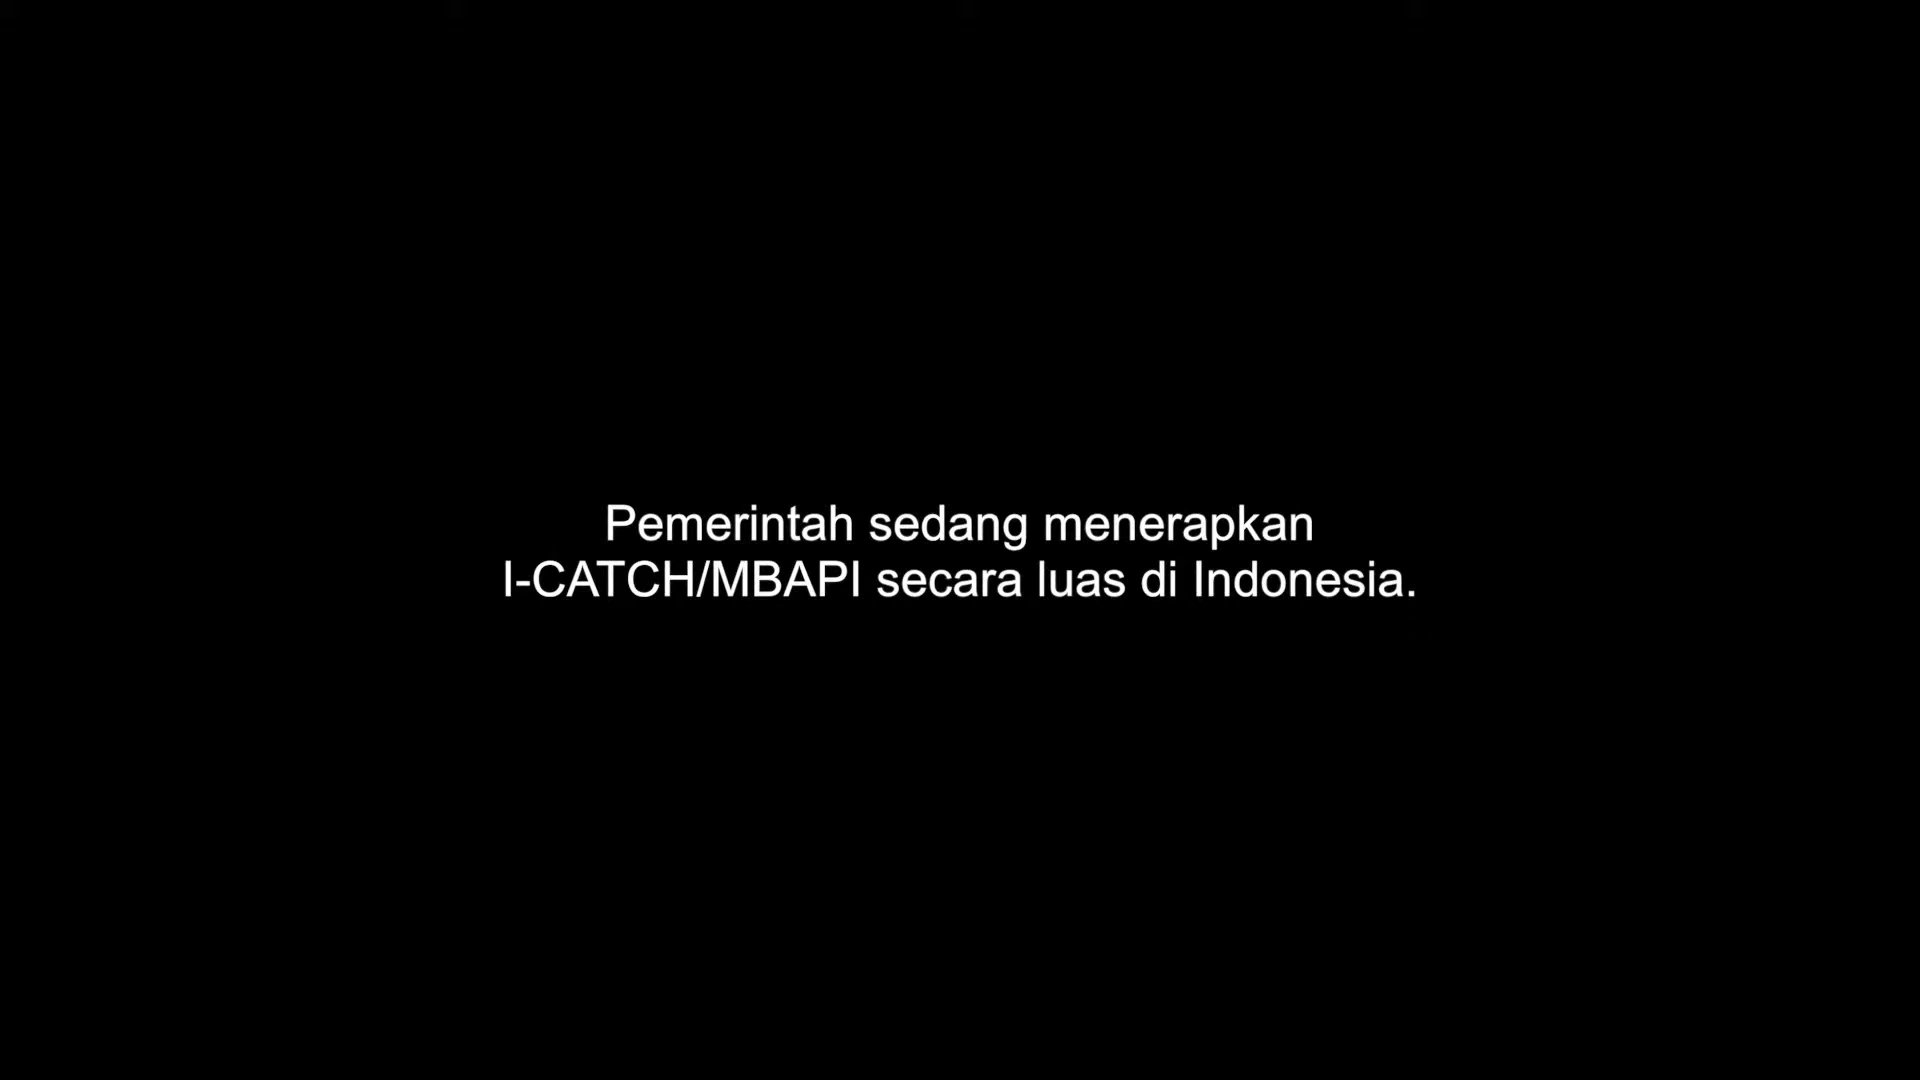 Pemerintah sedang menerapkan
I-CATCH/MBAPI secara luas di Indonesia.